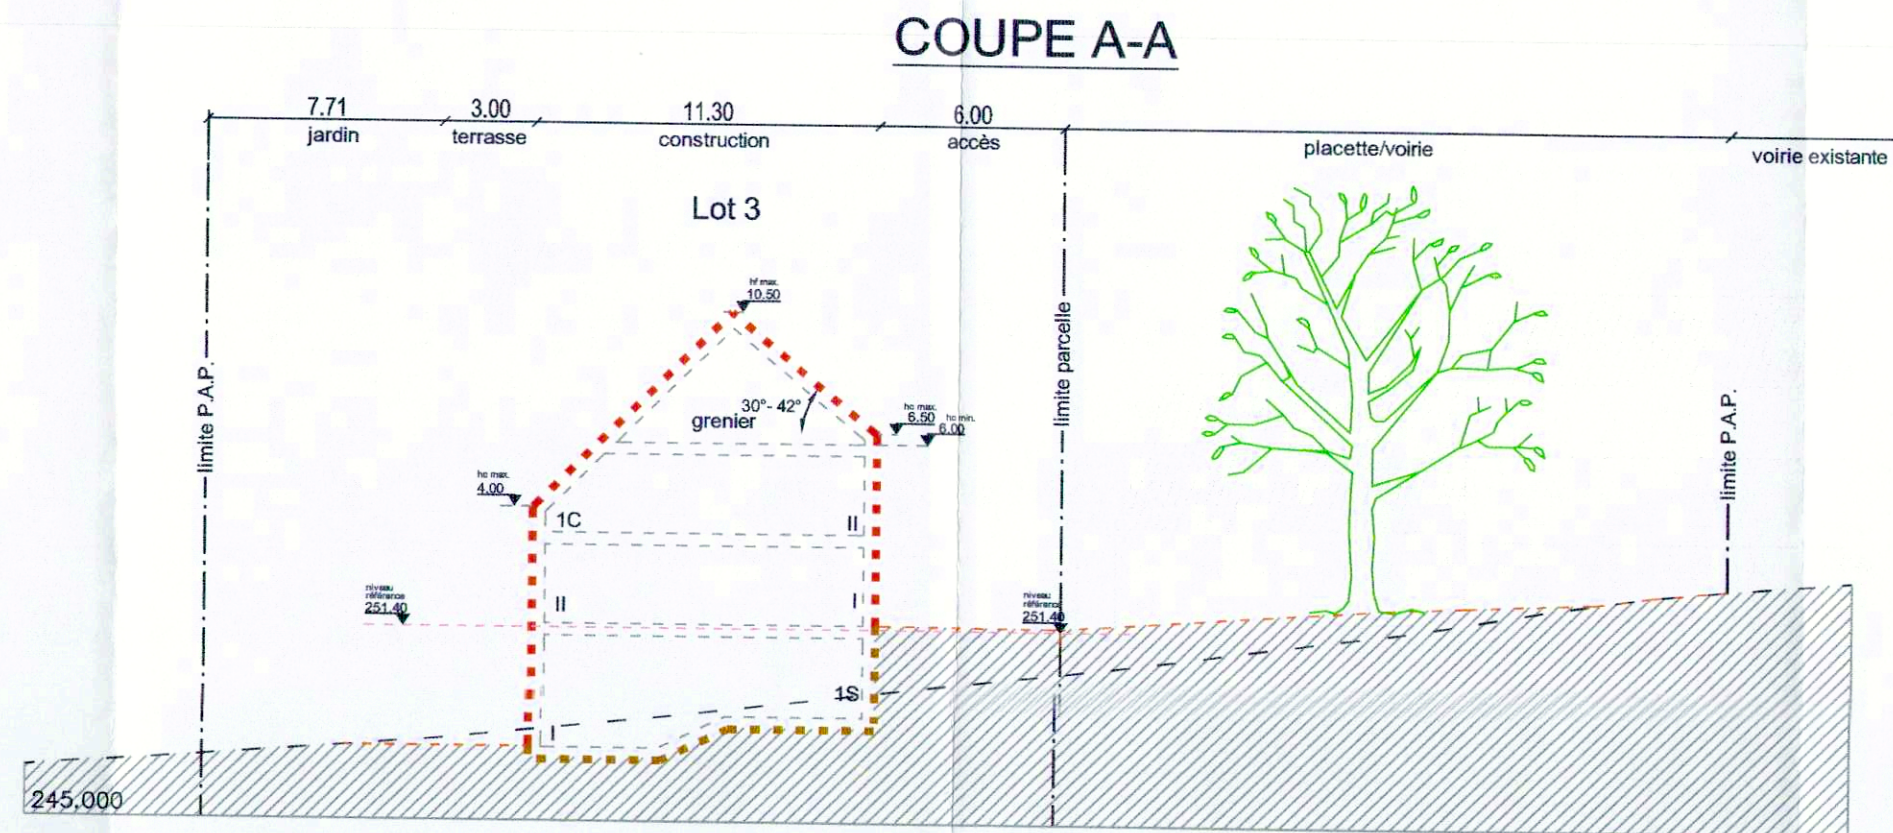 COUPE A-A
7.71
3.00
11.30
6.00
jardin
terrasse
construction
accès
placette/voirie
voirie existante
Lot 3
hf max.
10.50
limite P.A.P.
limite parcelle
limite P.A.P.
30°- 42°
grenier
hc max.
6.50
hc min.
6.00
hc max.
4.00
1C
II
niveau
référence
251.40
II
I
niveau
référence
251.40
1S
I
245.000